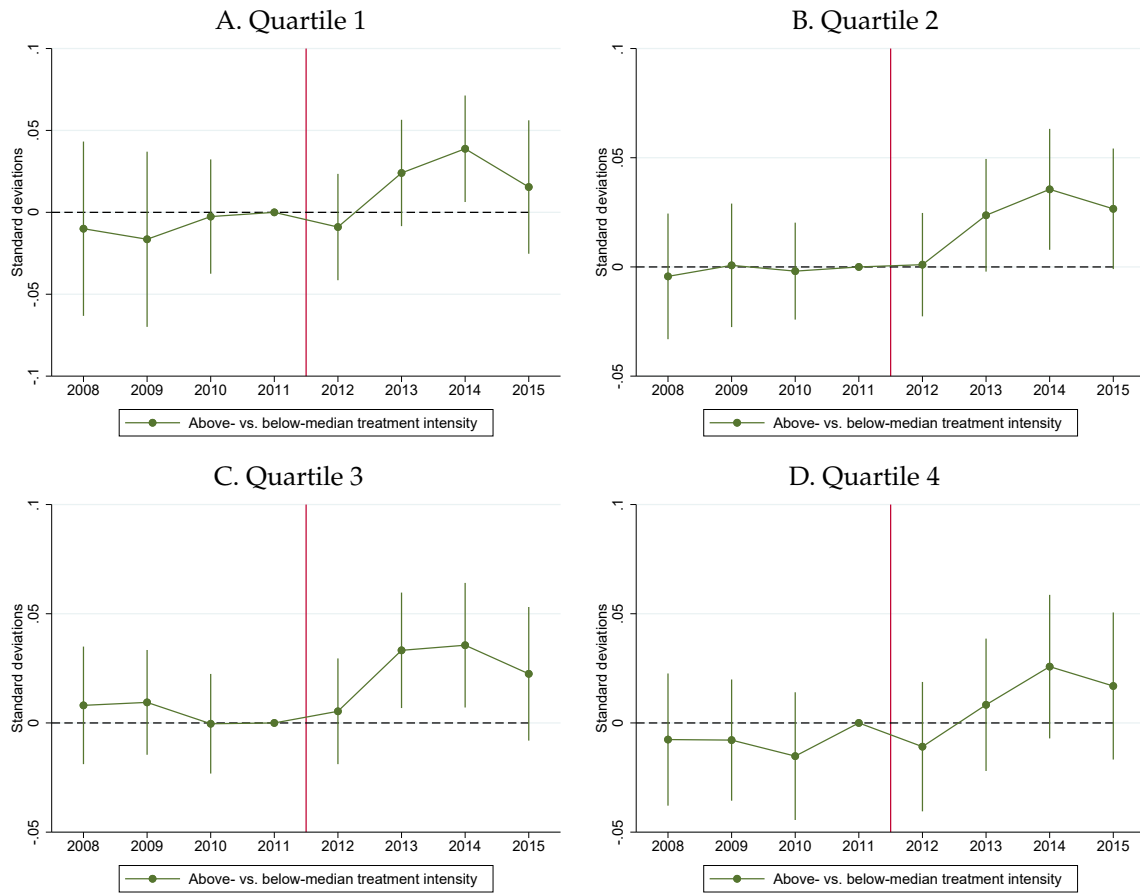 A. Quartile 1
Standard deviations
.1
.05
0
-.05
-.1
2008 2009 2010 2011 2012 2013 2014 2015
Above- vs. below-median treatment intensity
B. Quartile 2
Standard deviations
.1
.05
0
-.05
2008 2009 2010 2011 2012 2013 2014 2015
Above- vs. below-median treatment intensity
C. Quartile 3
Standard deviations
.1
.05
0
-.05
2008 2009 2010 2011 2012 2013 2014 2015
Above- vs. below-median treatment intensity
D. Quartile 4
Standard deviations
.1
.05
0
-.05
2008 2009 2010 2011 2012 2013 2014 2015
Above- vs. below-median treatment intensity